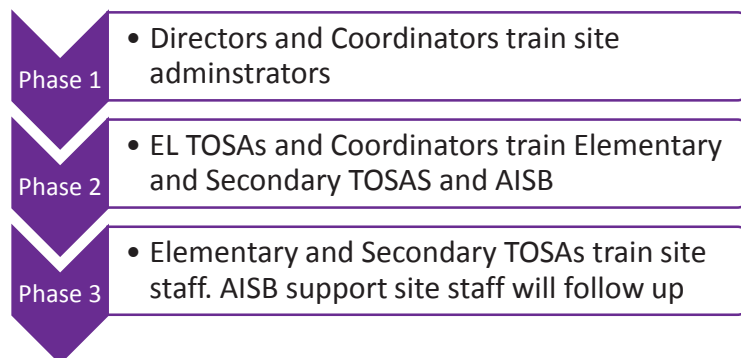 Phase 1
• Directors and Coordinators train site
adminstrators
Phase 2
• EL TOSAs and Coordinators train Elementary
and Secondary TOSAS and AISB
Phase 3
• Elementary and Secondary TOSAs train site
staff. AISB support site staff will follow up